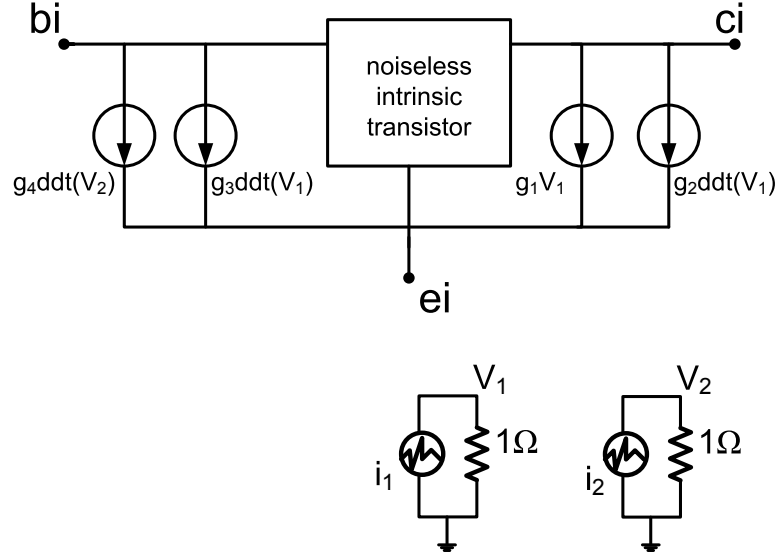 bi
ci
noiseless
intrinsic
transistor
g₄ddt(V₂)
g₃ddt(V₁)
g₁V₁
g₂ddt(V₁)
ei
V₁
V₂
1Ω
1Ω
i₁
i₂